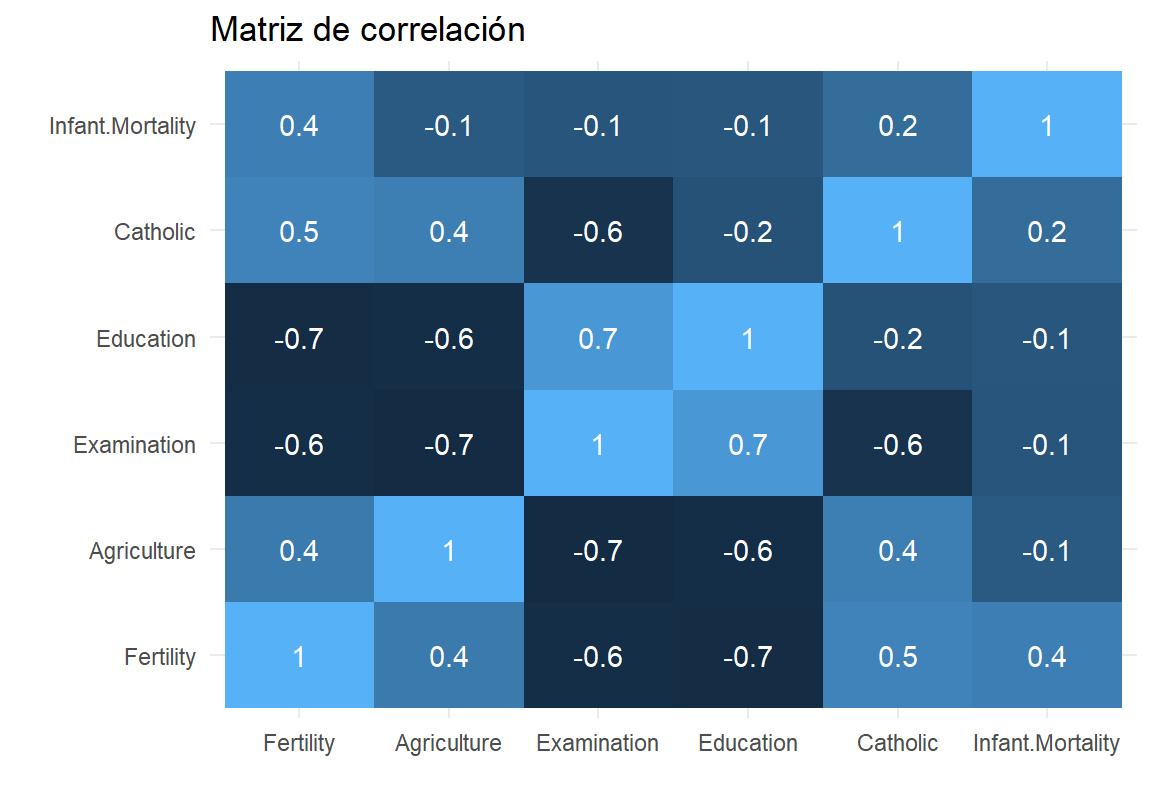 Matriz de correlación
Infant.Mortality 0.4 -0.1 -0.1 -0.1 0.2 1
Catholic 0.5 0.4 -0.6 -0.2 1 0.2
Education -0.7 -0.6 0.7 1 -0.2 -0.1
Examination -0.6 -0.7 1 0.7 -0.6 -0.1
Agriculture 0.4 1 -0.7 -0.6 0.4 -0.1
Fertility 1 0.4 -0.6 -0.7 0.5 0.4
Fertility Agriculture Examination Education Catholic Infant.Mortality